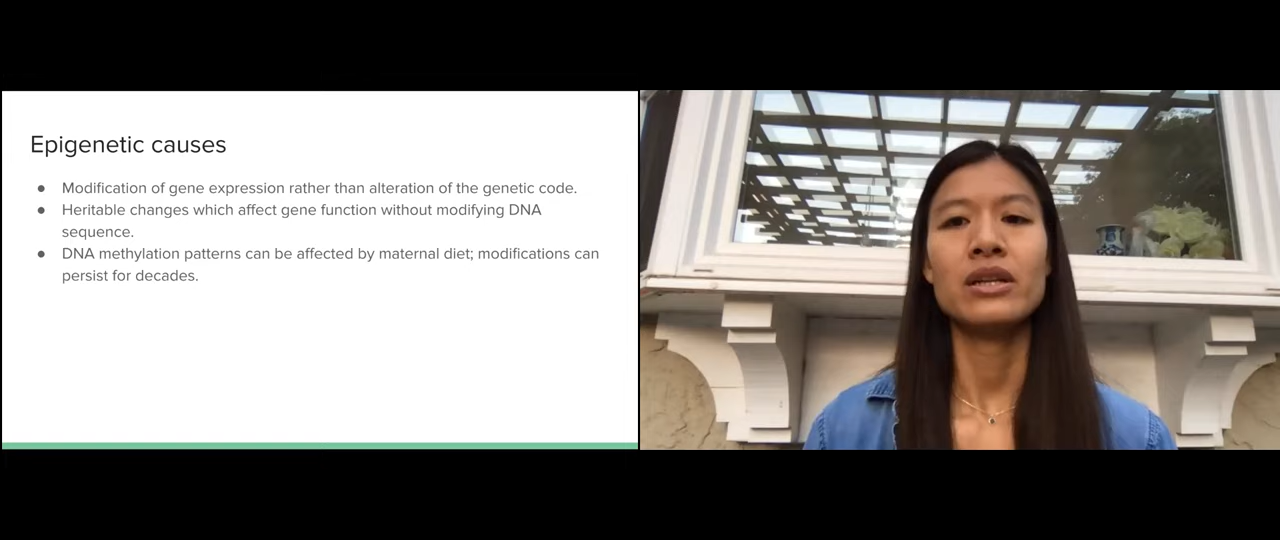 Epigenetic causes
● Modification of gene expression rather than alteration of the genetic code.
● Heritable changes which affect gene function without modifying DNA
sequence.
● DNA methylation patterns can be affected by maternal diet; modifications can
persist for decades.